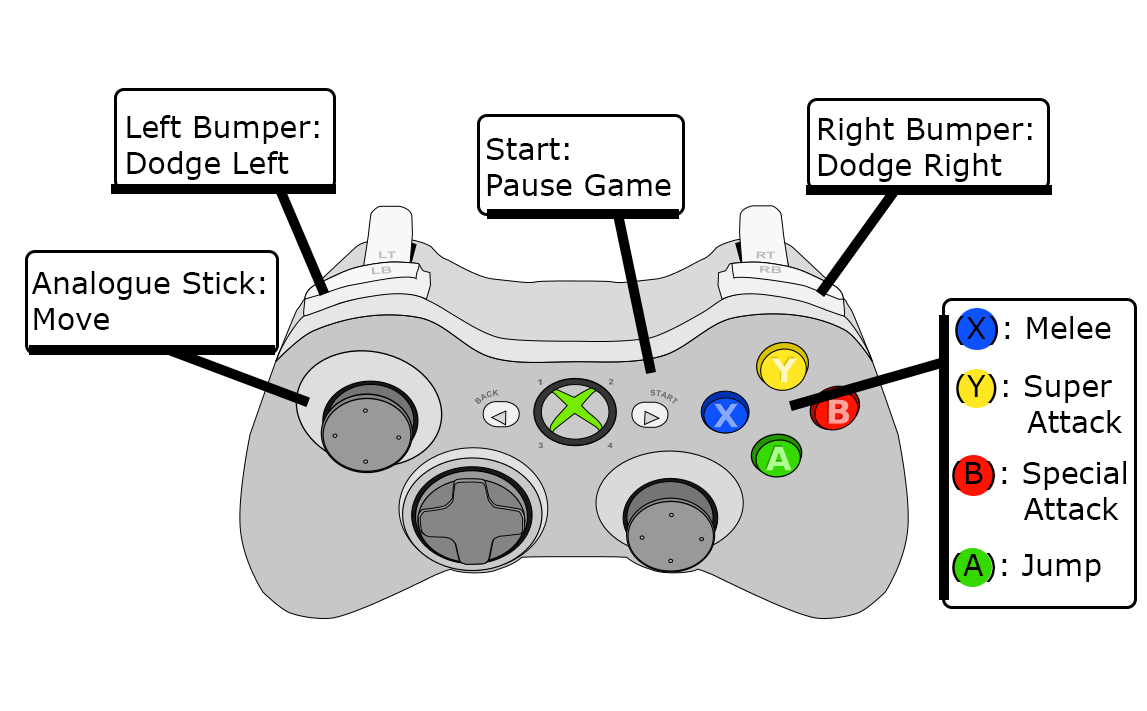 Left Bumper:
Dodge Left
Start:
Pause Game
Right Bumper:
Dodge Right
Analogue Stick:
Move
LT
LB
RT
RB
BACK
1
2
3
4
START
Y
X
B
A
(X): Melee
(Y): Super
Attack
(B): Special
Attack
(A): Jump